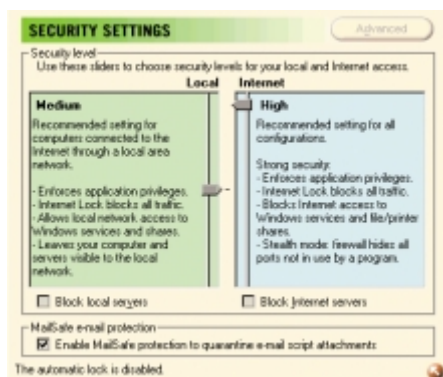 SECURITY SETTINGS
Advanced
Security level
Use these sliders to choose security levels for your local and Internet access.
Local Internet
Medium
Recommended setting for
computers connected to the
Internet through a local area
network.
- Enforces application privileges.
- Internet Lock blocks all traffic.
- Allows local network access to
Windows services and shares.
- Leaves your computer and
servers visible to the local
network.
High
Recommended setting for all
configurations.
Strong security:
- Enforces application privileges.
- Internet Lock blocks all traffic.
- Blocks Internet access to
Windows services and file/printer
shares.
- Stealth mode: firewall hides all
ports not in use by a program.
Block local servers
Block Internet servers
MailSafe e-mail protection
Enable MailSafe protection to quarantine e-mail script attachments
The automatic lock is disabled.